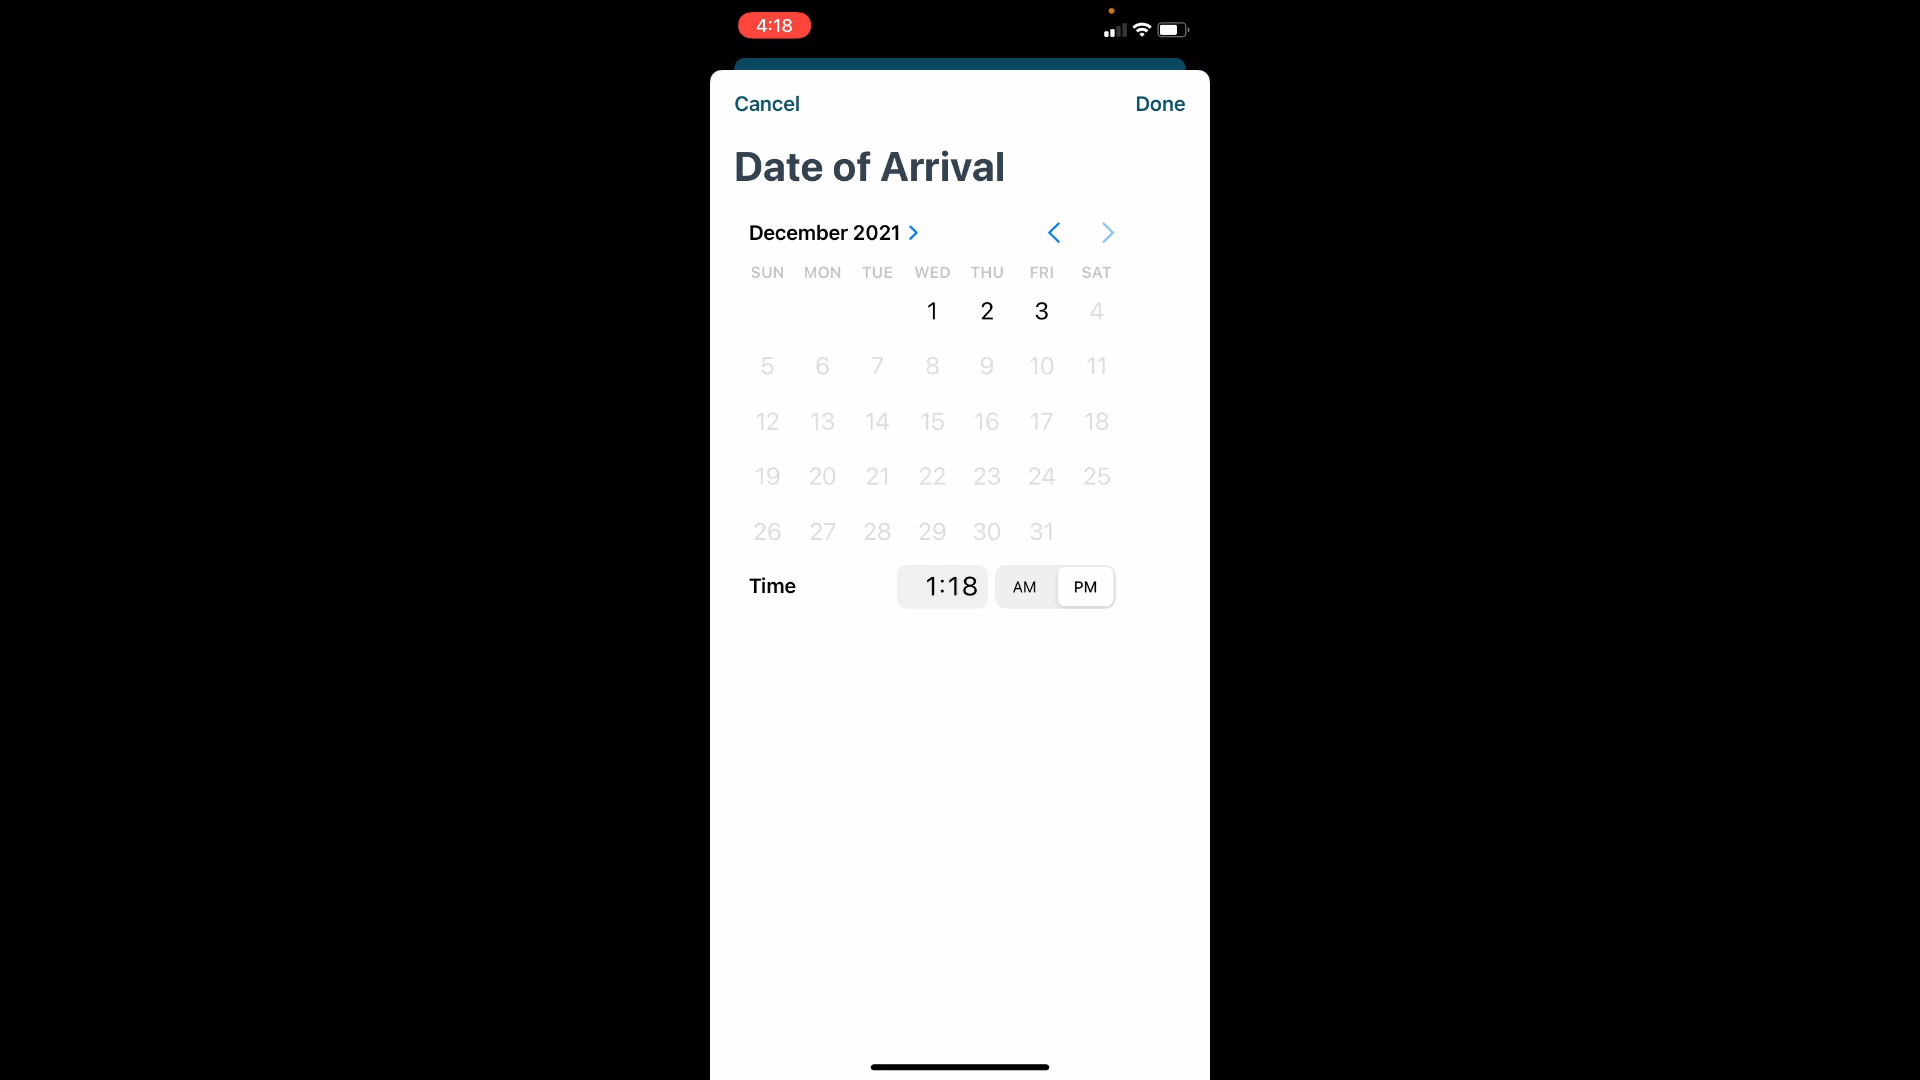 4:18
Cancel Done
Date of Arrival
December 2021
SUN MON TUE WED THU FRI SAT
1 2 3 4
5 6 7 8 9 10 11
12 13 14 15 16 17 18
19 20 21 22 23 24 25
26 27 28 29 30 31
Time 1:18 AM PM